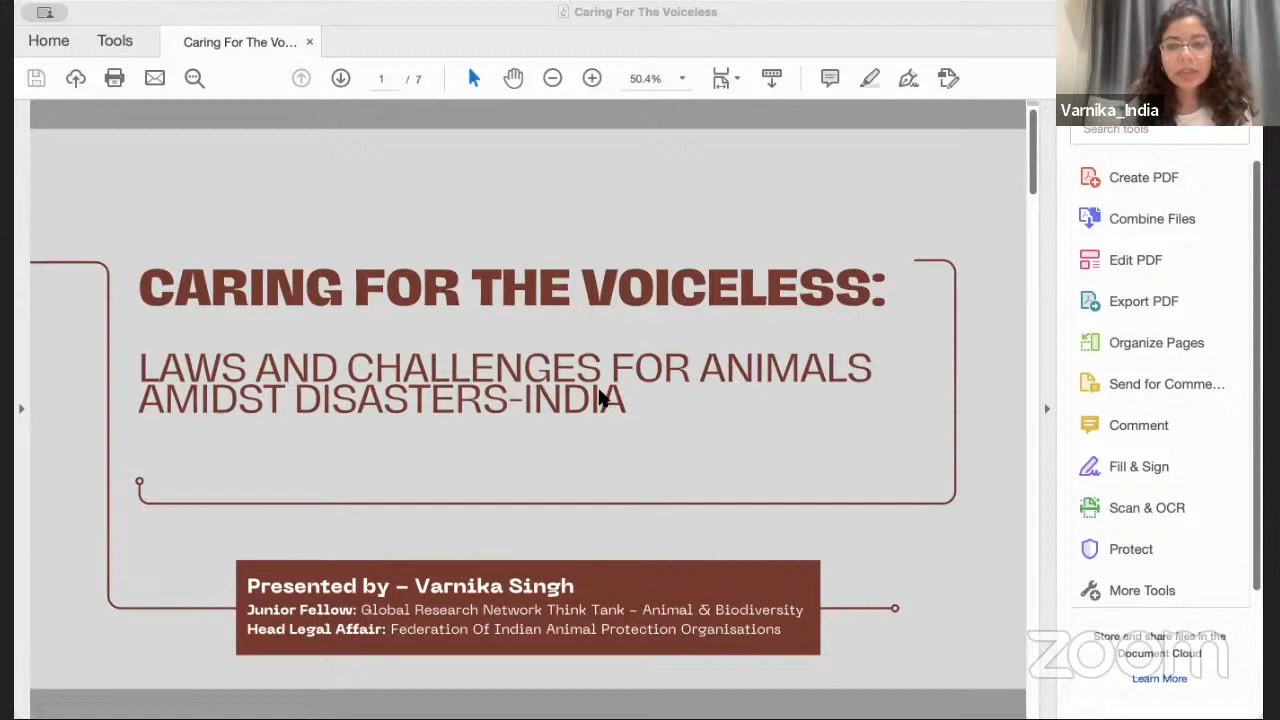 Caring For The Voiceless
Home
Tools
Caring For The Vo...
×
1 / 7
50.4%
Varnika_India
Search tools
CARING FOR THE VOICELESS:
LAWS AND CHALLENGES FOR ANIMALS
AMIDST DISASTERS-INDIA
Presented by – Varnika Singh
Junior Fellow: Global Research Network Think Tank – Animal & Biodiversity
Head Legal Affair: Federation Of Indian Animal Protection Organisations
Create PDF
Combine Files
Edit PDF
Export PDF
Organize Pages
Send for Comme...
Comment
Fill & Sign
Scan & OCR
Protect
More Tools
Store and share files in the
Document Cloud
Learn More
zoom